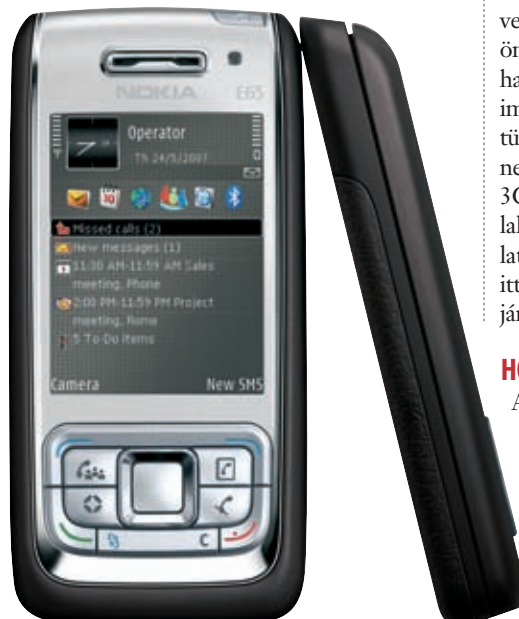 NOKIA
E65
Operator
Th 24/5/2007
Missed calls (2)
New messages (1)
11:30 AM-11:59 AM Sales
meeting, Phone
2:00 PM-11:59 PM Project
meeting, Rome
5 To-Do items
Camera New SMS
C
ve
ön
ha
im
tü
ne
3G
lal
lat
itt
já
HO
A